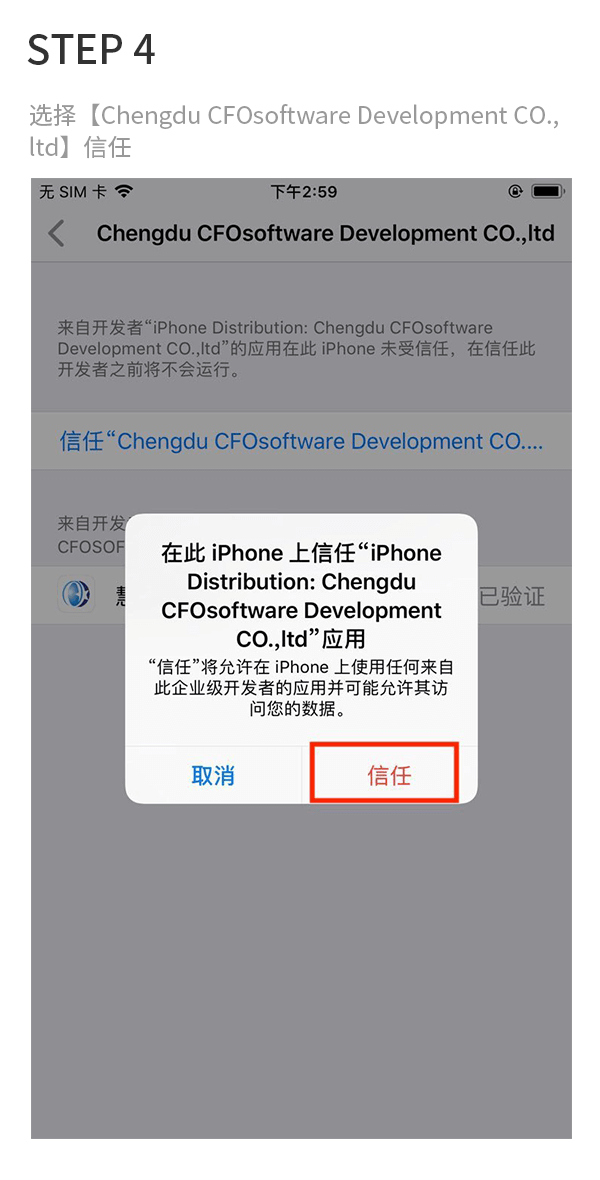 STEP 4
选择【Chengdu CFOsoftware Development CO.,
ltd】信任
无 SIM 卡
下午2:59
Chengdu CFOsoftware Development CO.,ltd
来自开发者“iPhone Distribution: Chengdu CFOsoftware
Development CO.,ltd”的应用在此 iPhone 未受信任，在信任此
开发者之前将不会运行。
信任“Chengdu CFOsoftware Development CO....
来自开发
CFOSOF
已验证
在此 iPhone 上信任“iPhone
Distribution: Chengdu
CFOsoftware Development
CO.,ltd”应用
“信任”将允许在 iPhone 上使用任何来自
此企业级开发者的应用并可能允许其访
问您的数据。
取消
信任